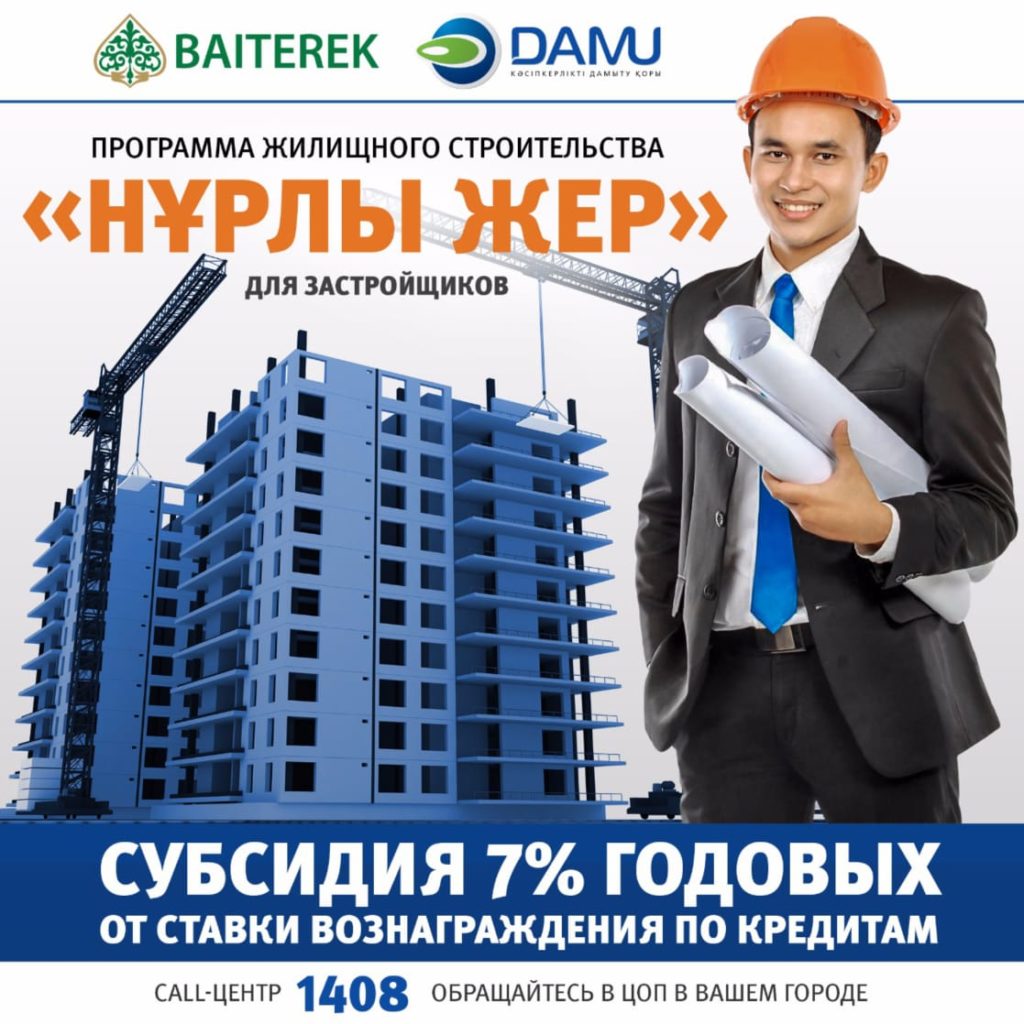 BAITEREK
DAMU
КӘСІПКЕРЛІКТІ ДАМЫТУ ҚОРЫ
ПРОГРАММА ЖИЛИЩНОГО СТРОИТЕЛЬСТВА
«НҰРЛЫ ЖЕР»
ДЛЯ ЗАСТРОЙЩИКОВ
СУБСИДИЯ 7% ГОДОВЫХ
ОТ СТАВКИ ВОЗНАГРАЖДЕНИЯ ПО КРЕДИТАМ
CALL-ЦЕНТР 1408 ОБРАЩАЙТЕСЬ В ЦОП В ВАШЕМ ГОРОДЕ